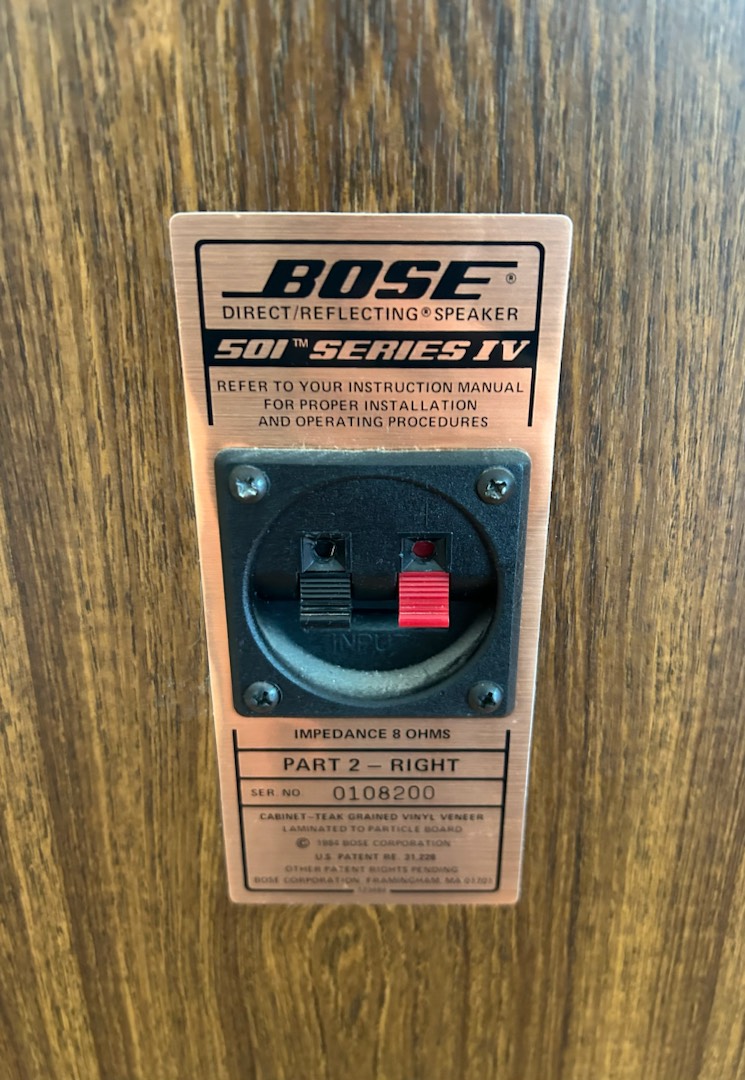 BOSE®
DIRECT/REFLECTING® SPEAKER
501™ SERIES IV
REFER TO YOUR INSTRUCTION MANUAL
FOR PROPER INSTALLATION
AND OPERATING PROCEDURES
INPUT
IMPEDANCE 8 OHMS
PART 2 – RIGHT
SER. NO. 0108200
CABINET–TEAK GRAINED VINYL VENEER
LAMINATED TO PARTICLE BOARD
© 1984 BOSE CORPORATION
U.S. PATENT RE. 31,228
OTHER PATENT RIGHTS PENDING
BOSE CORPORATION, FRAMINGHAM, MA 01701